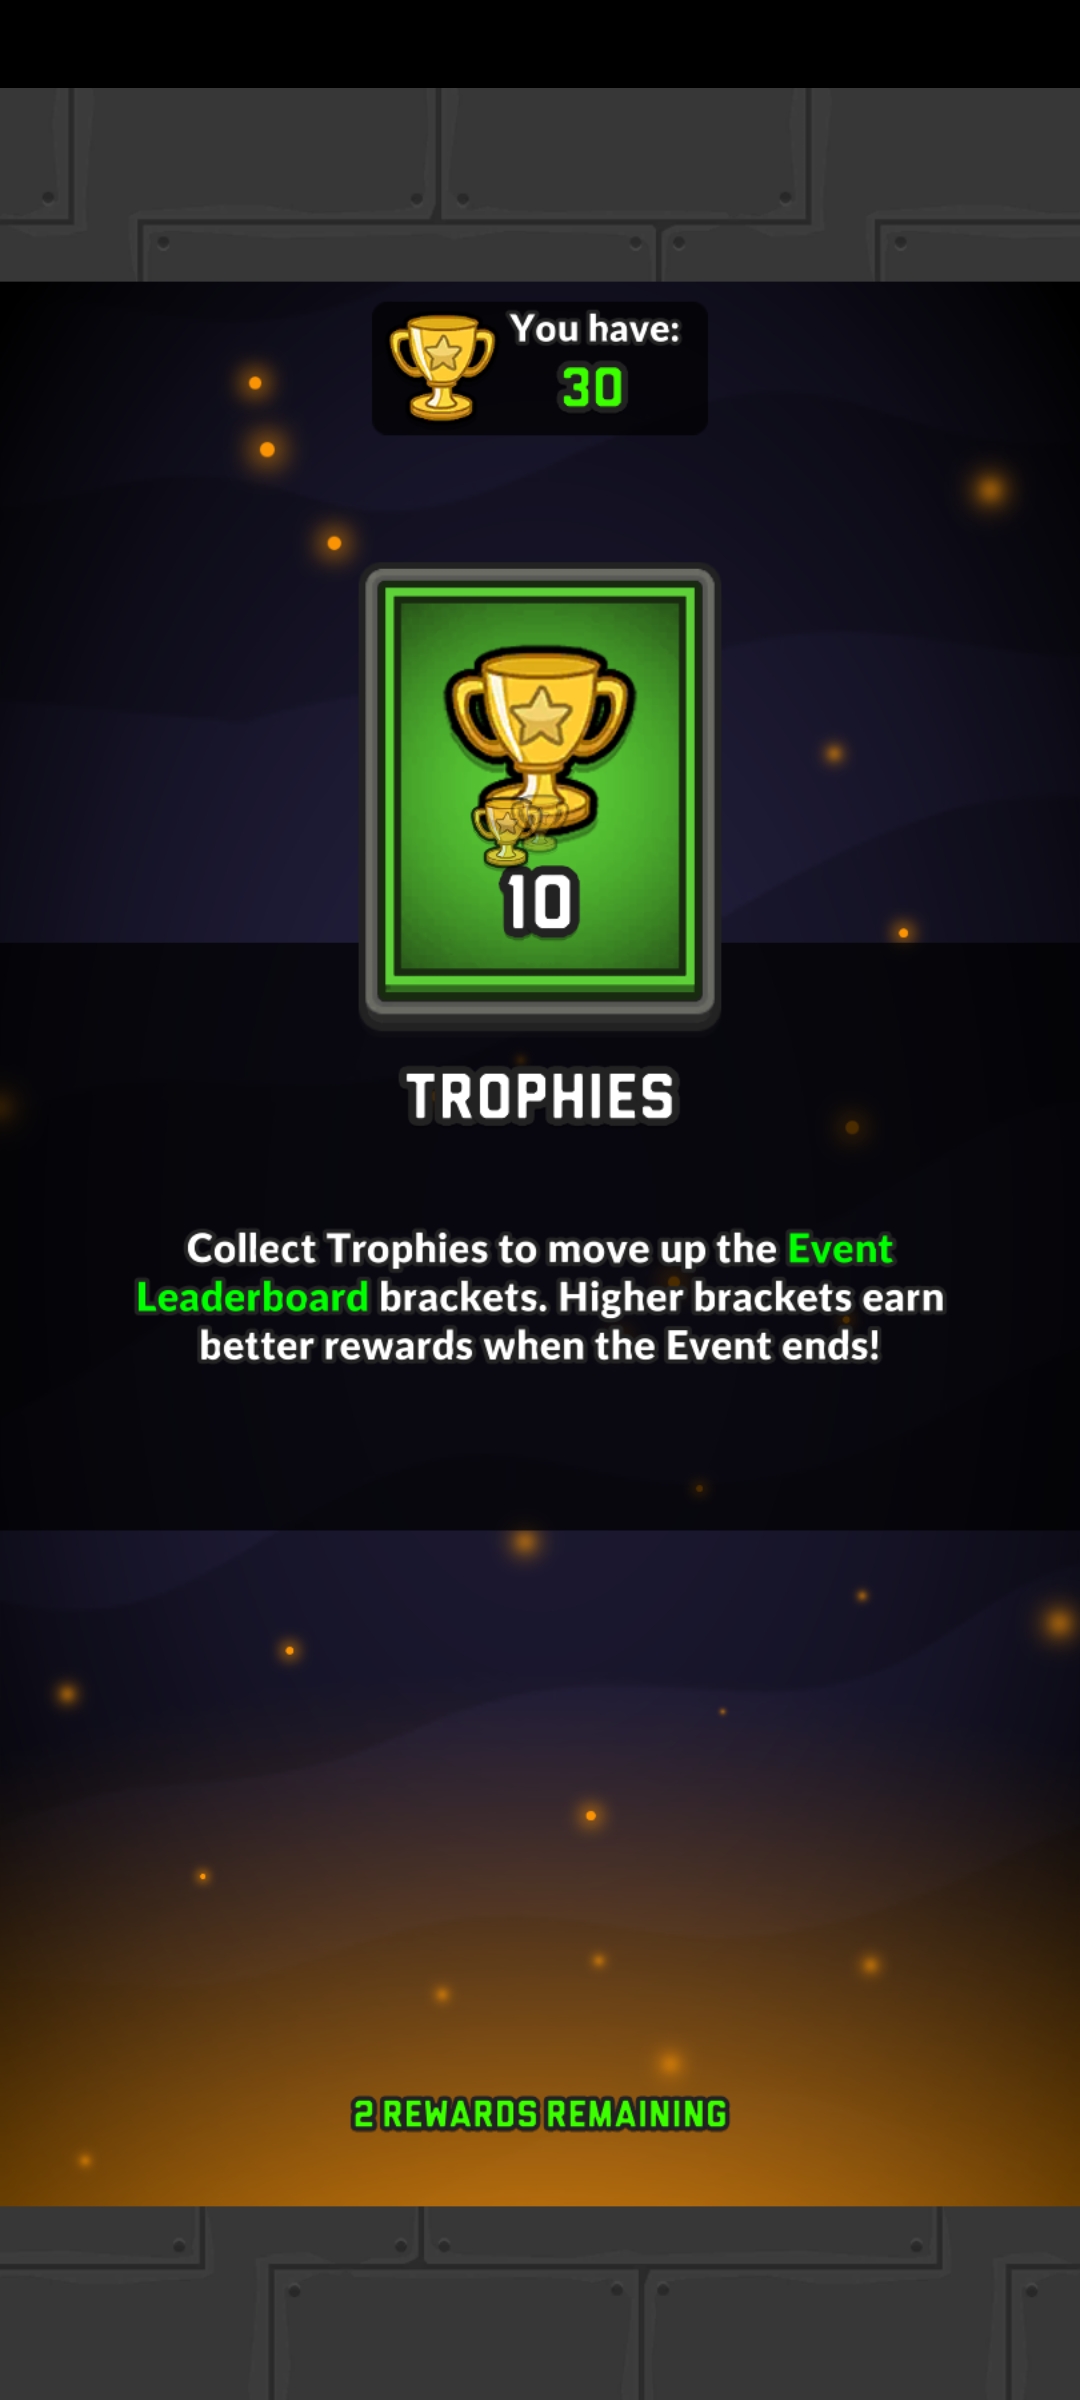 You have:
30
10
TROPHIES
Collect Trophies to move up the Event
Leaderboard brackets. Higher brackets earn
better rewards when the Event ends!
2 REWARDS REMAINING